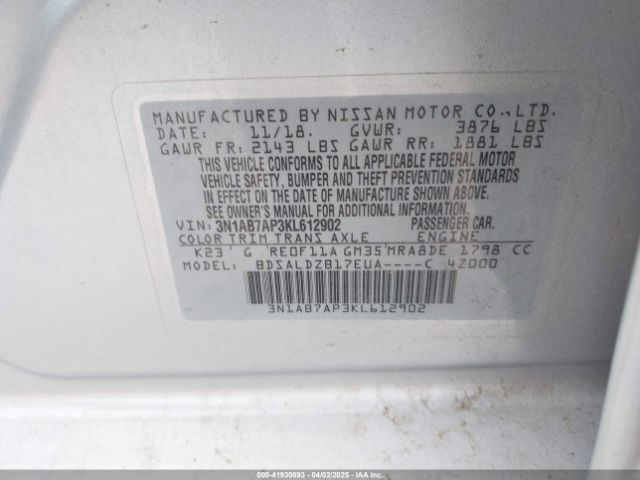 MANUFACTURED BY NISSAN MOTOR CO.,LTD.
DATE: 11/18. GVWR: 3876 LBS
GAWR FR: 2143 LBS GAWR RR: 1881 LBS
THIS VEHICLE CONFORMS TO ALL APPLICABLE FEDERAL MOTOR
VEHICLE SAFETY, BUMPER AND THEFT PREVENTION STANDARDS
IN EFFECT ON THE DATE OF MANUFACTURE SHOWN ABOVE.
SEE OWNER'S MANUAL FOR ADDITIONAL INFORMATION.
VIN: 3N1AB7AP3KL612902 PASSENGER CAR.
COLOR TRIM TRANS AXLE ENGINE
K23 G RE0F11A GM35 MRA8DE 1798 CC
MODEL: BDSALDZB17EUA----C 4Z000
3N1AB7AP3KL612902
000-41930893 · 04/02/2025 · IAA Inc.